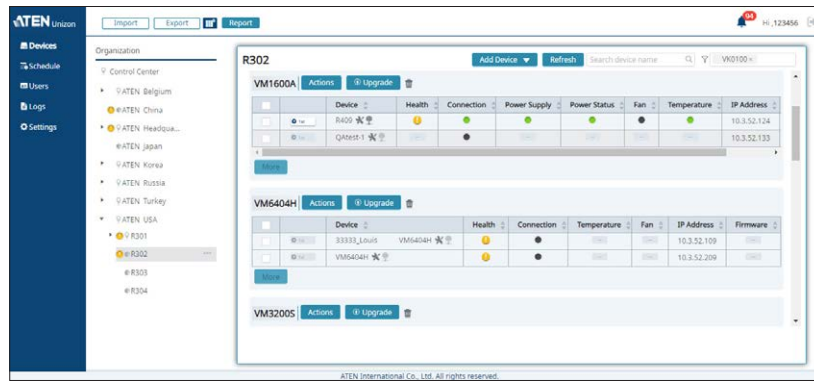 ATEN Unizon
Import Export Report 94 Hi ,123456
Devices
Schedule
Users
Logs
Settings
Organization
Control Center
ATEN Belgium
ATEN China
ATEN Headqua...
ATEN Japan
ATEN Korea
ATEN Russia
ATEN Turkey
ATEN USA
R301
R302 ...
R303
R304
R302 Add Device Refresh Search device name VK0100 ×
VM1600A Actions Upgrade
Device Health Connection Power Supply Power Status Fan Temperature IP Address
R409 10.3.52.124
QAtest-1 10.3.52.133
More
VM6404H Actions Upgrade
Device Health Connection Temperature Fan IP Address Firmware
33333_Louis VM6404H 10.3.52.109
VM6404H 10.3.52.209
More
VM3200S Actions Upgrade
ATEN International Co., Ltd. All rights reserved.